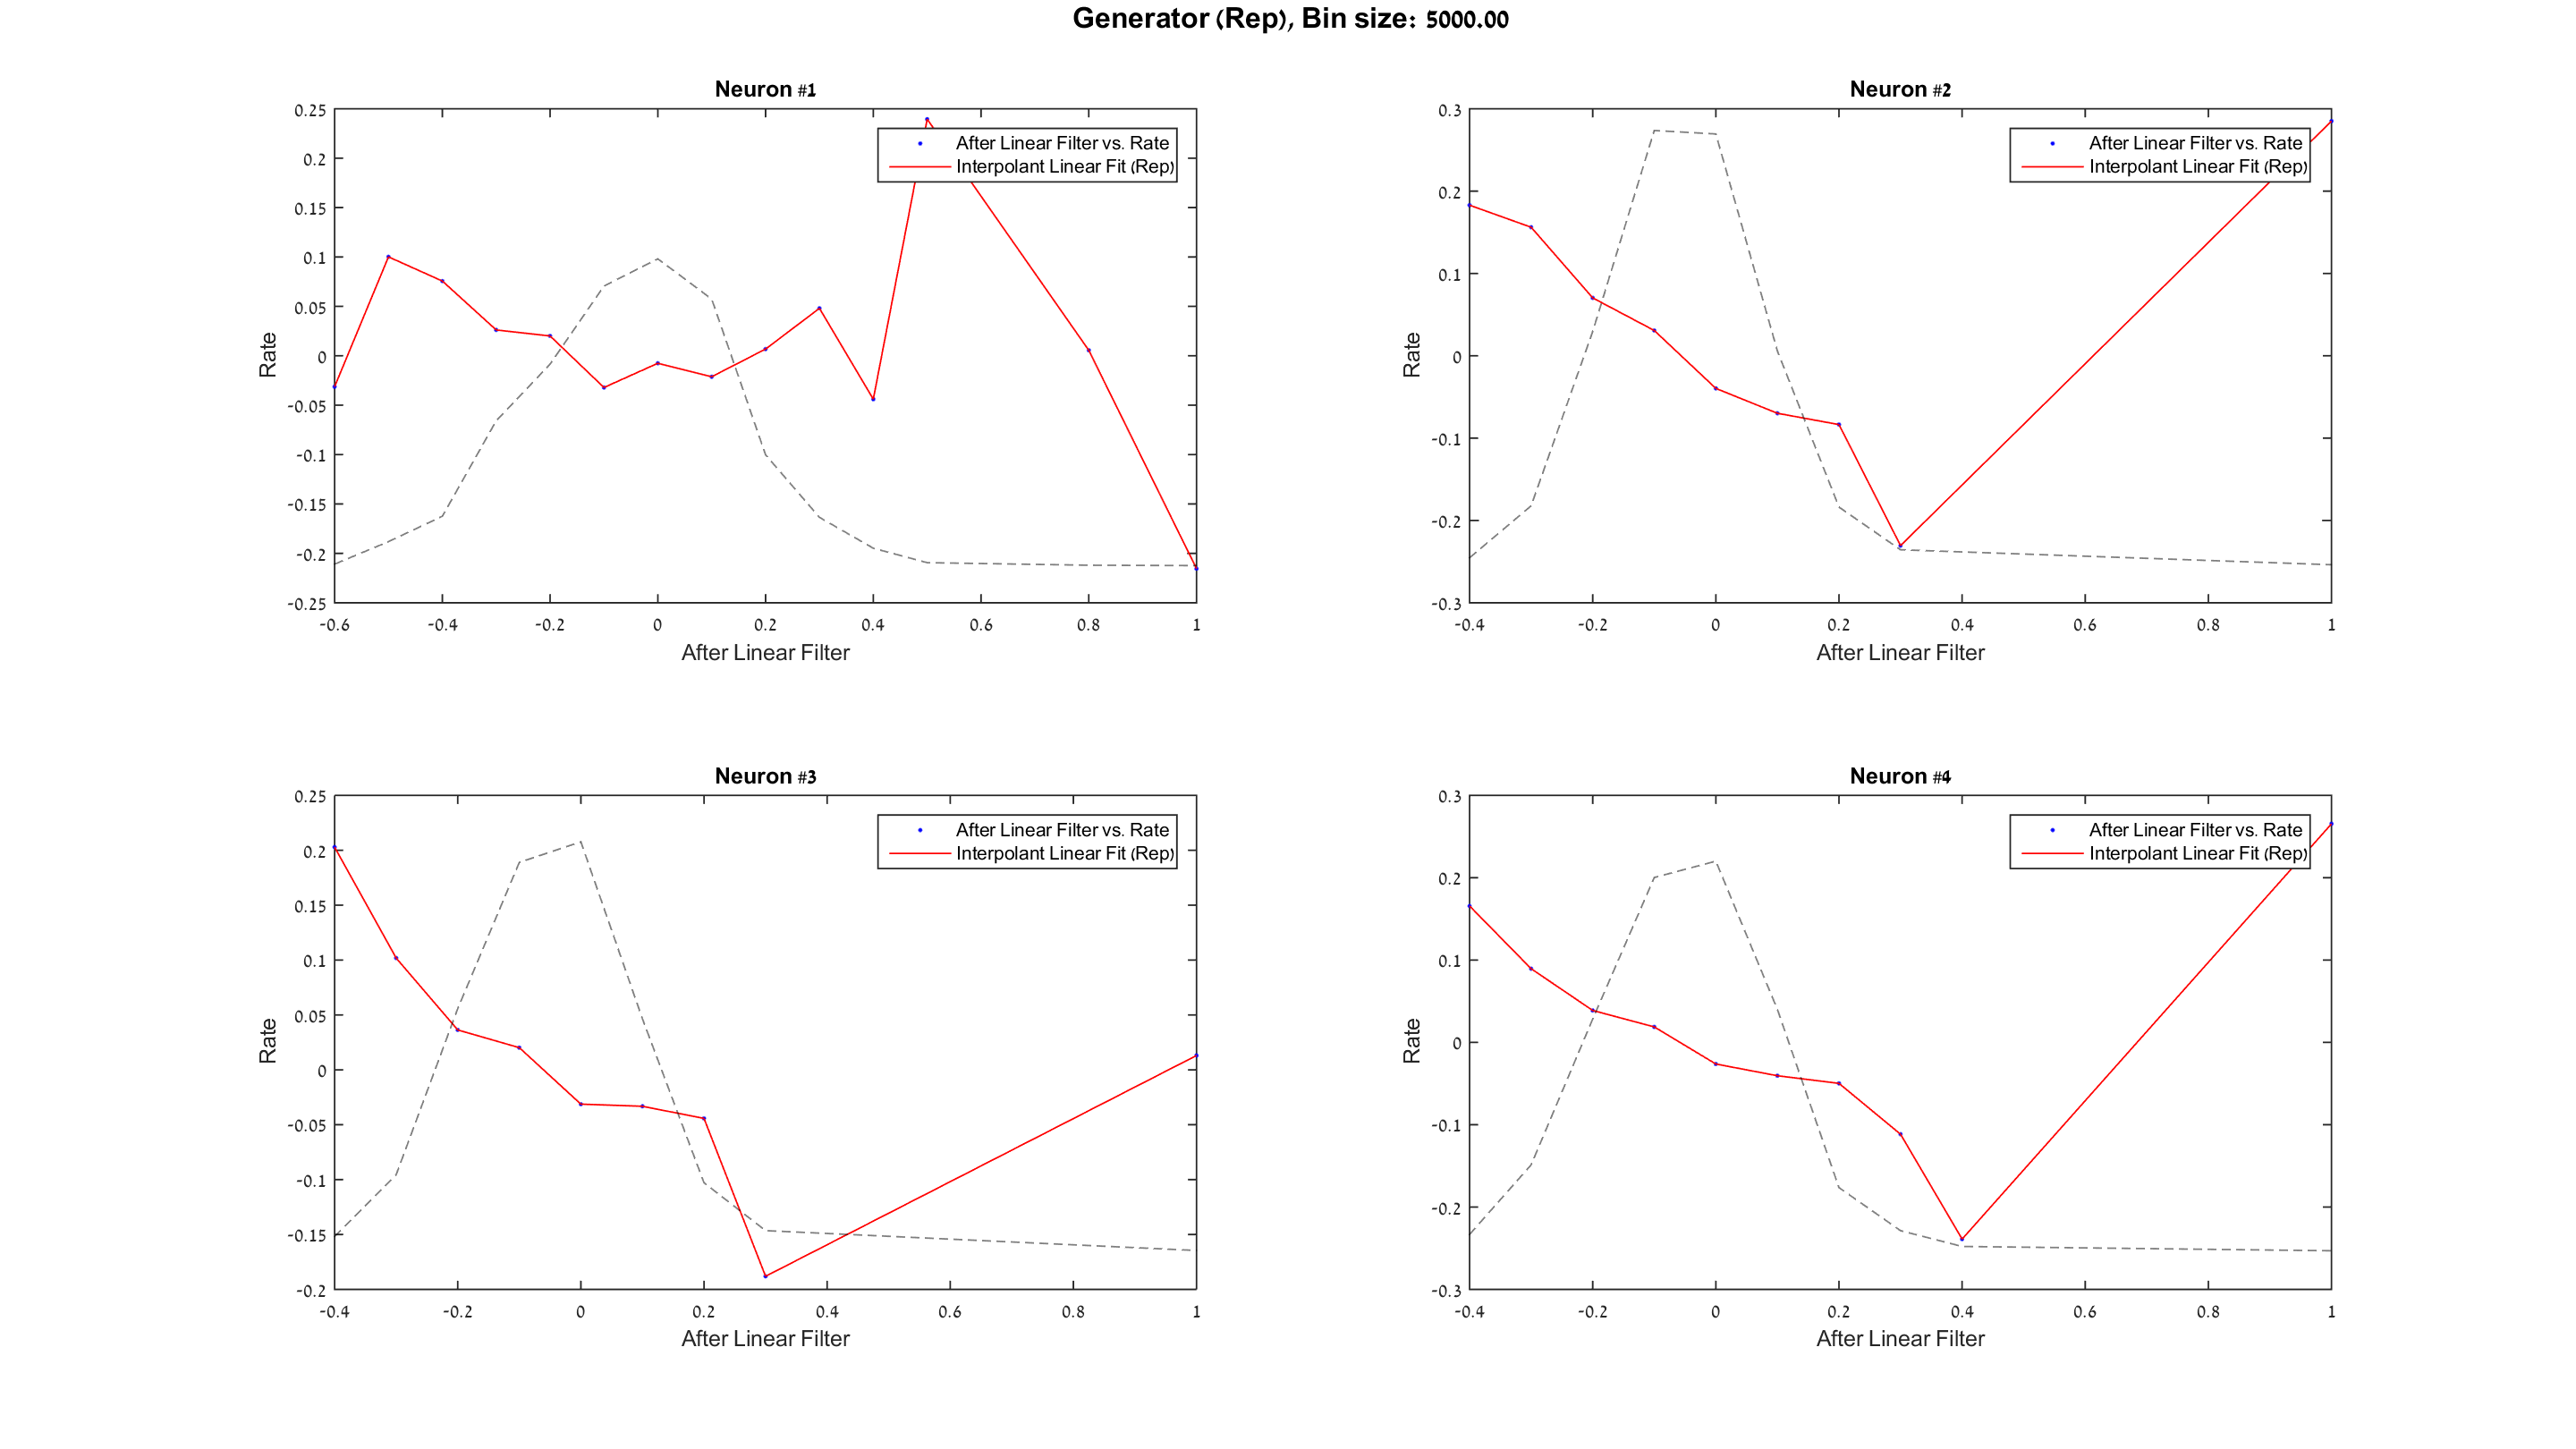 Generator (Rep), Bin size: 5000.00
Neuron #1
0.25
0.2
0.15
0.1
0.05
0
-0.05
-0.1
-0.15
-0.2
-0.25
Rate
-0.6 -0.4 -0.2 0 0.2 0.4 0.6 0.8 1
After Linear Filter
After Linear Filter vs. Rate
Interpolant Linear Fit (Rep)
Neuron #2
0.3
0.2
0.1
0
-0.1
-0.2
-0.3
Rate
-0.4 -0.2 0 0.2 0.4 0.6 0.8 1
After Linear Filter
After Linear Filter vs. Rate
Interpolant Linear Fit (Rep)
Neuron #3
0.25
0.2
0.15
0.1
0.05
0
-0.05
-0.1
-0.15
-0.2
Rate
-0.4 -0.2 0 0.2 0.4 0.6 0.8 1
After Linear Filter
After Linear Filter vs. Rate
Interpolant Linear Fit (Rep)
Neuron #4
0.3
0.2
0.1
0
-0.1
-0.2
-0.3
Rate
-0.4 -0.2 0 0.2 0.4 0.6 0.8 1
After Linear Filter
After Linear Filter vs. Rate
Interpolant Linear Fit (Rep)